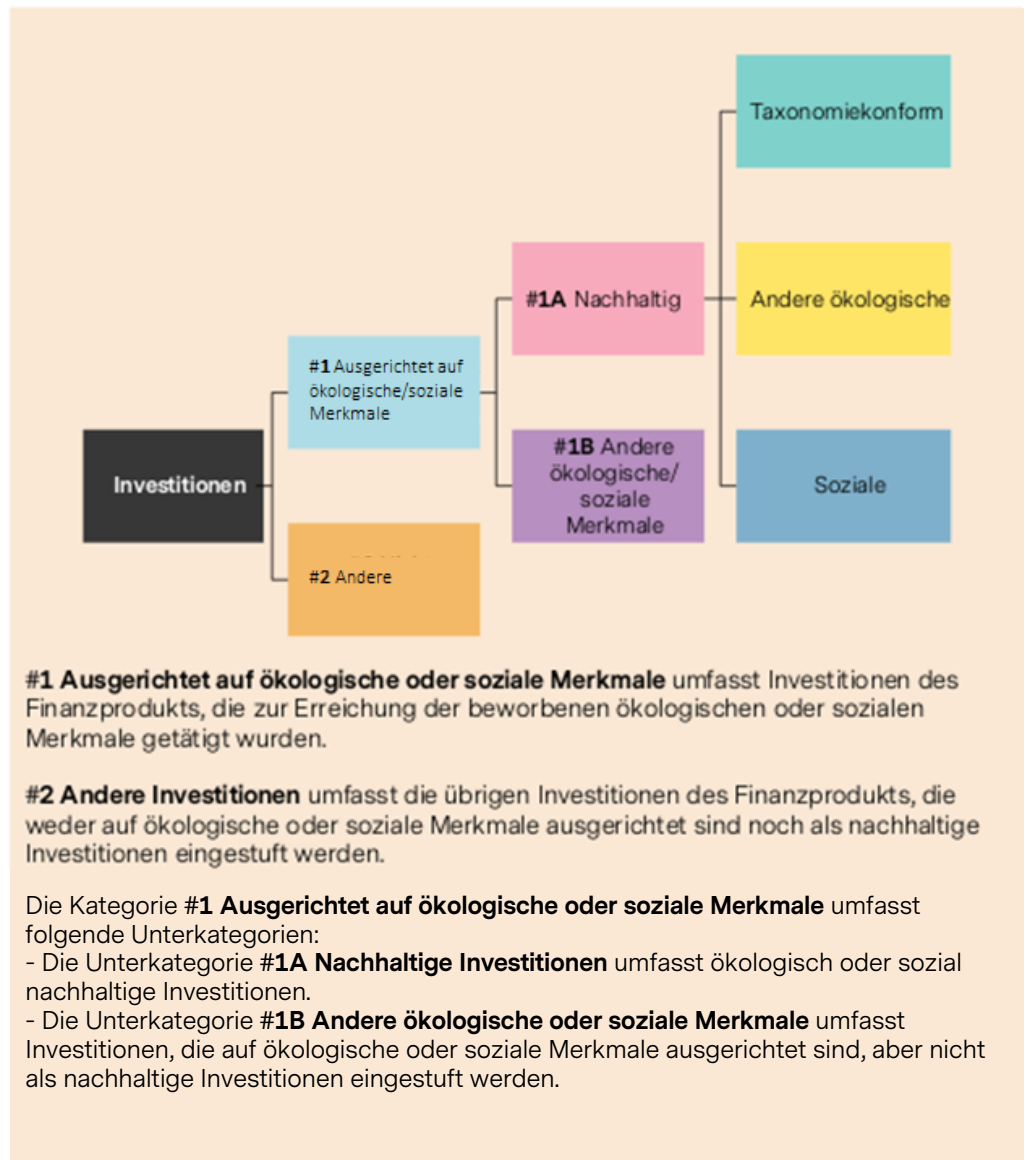 Taxonomiekonform
#1A Nachhaltig
Andere ökologische
#1 Ausgerichtet auf
ökologische/soziale
Merkmale
#1B Andere
ökologische/
soziale
Merkmale
Investitionen
Soziale
#2 Andere
#1 Ausgerichtet auf ökologische oder soziale Merkmale umfasst Investitionen des
Finanzprodukts, die zur Erreichung der beworbenen ökologischen oder sozialen
Merkmale getätigt wurden.
#2 Andere Investitionen umfasst die übrigen Investitionen des Finanzprodukts, die
weder auf ökologische oder soziale Merkmale ausgerichtet sind noch als nachhaltige
Investitionen eingestuft werden.
Die Kategorie #1 Ausgerichtet auf ökologische oder soziale Merkmale umfasst
folgende Unterkategorien:
- Die Unterkategorie #1A Nachhaltige Investitionen umfasst ökologisch oder sozial
nachhaltige Investitionen.
- Die Unterkategorie #1B Andere ökologische oder soziale Merkmale umfasst
Investitionen, die auf ökologische oder soziale Merkmale ausgerichtet sind, aber nicht
als nachhaltige Investitionen eingestuft werden.